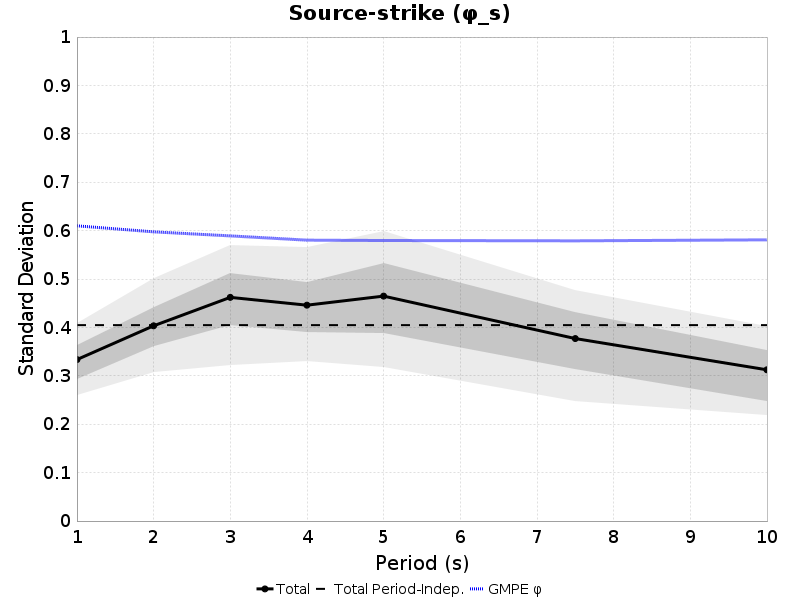 Source-strike (φ_s)
1
0.9
0.8
0.7
0.6
0.5
0.4
0.3
0.2
0.1
0
Standard Deviation
1 2 3 4 5 6 7 8 9 10
Period (s)
Total Total Period-Indep. GMPE φ